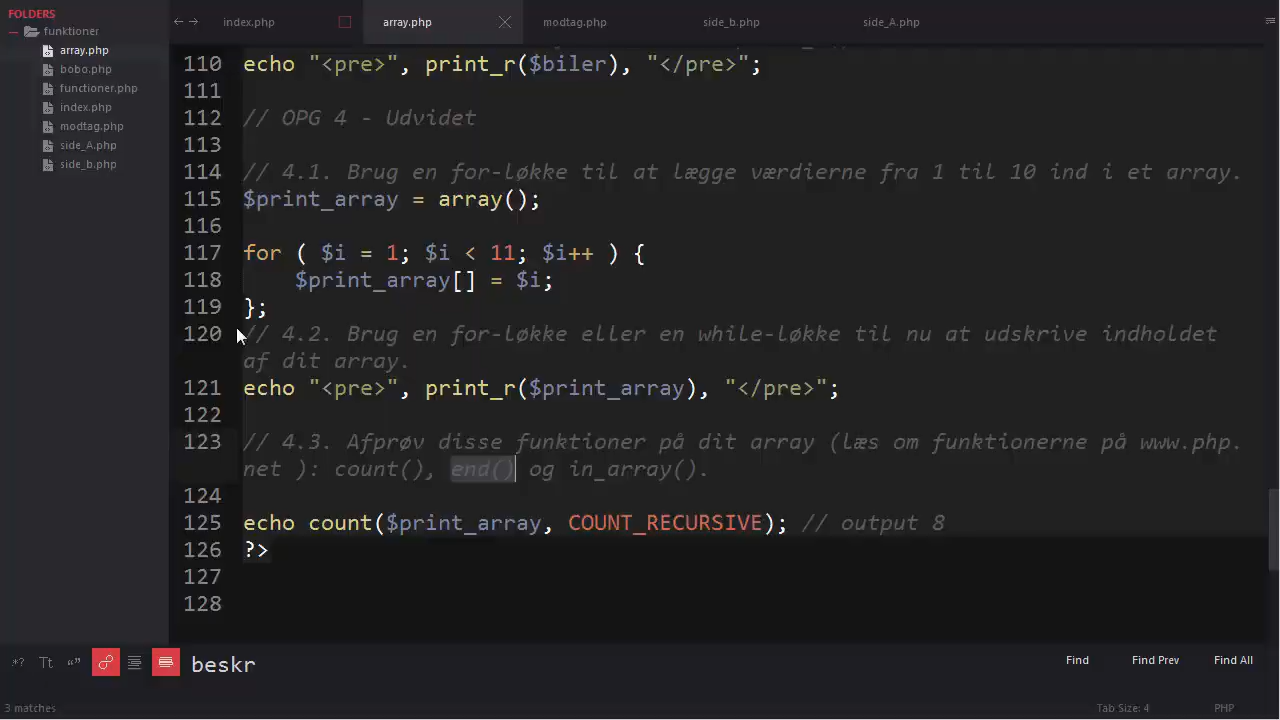 FOLDERS
funktioner
array.php
bobo.php
functioner.php
index.php
modtag.php
side_A.php
side_b.php
index.php
array.php
modtag.php
side_b.php
side_A.php
110 echo "<pre>", print_r($biler), "</pre>";
111
112 // OPG 4 - Udvidet
113
114 // 4.1. Brug en for-løkke til at lægge værdierne fra 1 til 10 ind i et array.
115 $print_array = array();
116
117 for ( $i = 1; $i < 11; $i++ ) {
118 $print_array[] = $i;
119 };
120 // 4.2. Brug en for-løkke eller en while-løkke til nu at udskrive indholdet
af dit array.
121 echo "<pre>", print_r($print_array), "</pre>";
122
123 // 4.3. Afprøv disse funktioner på dit array (læs om funktionerne på www.php.
net ): count(), end() og in_array().
124
125 echo count($print_array, COUNT_RECURSIVE); // output 8
126 ?>
127
128
.* ? Tt “” beskr Find Find Prev Find All
3 matches Tab Size: 4 PHP